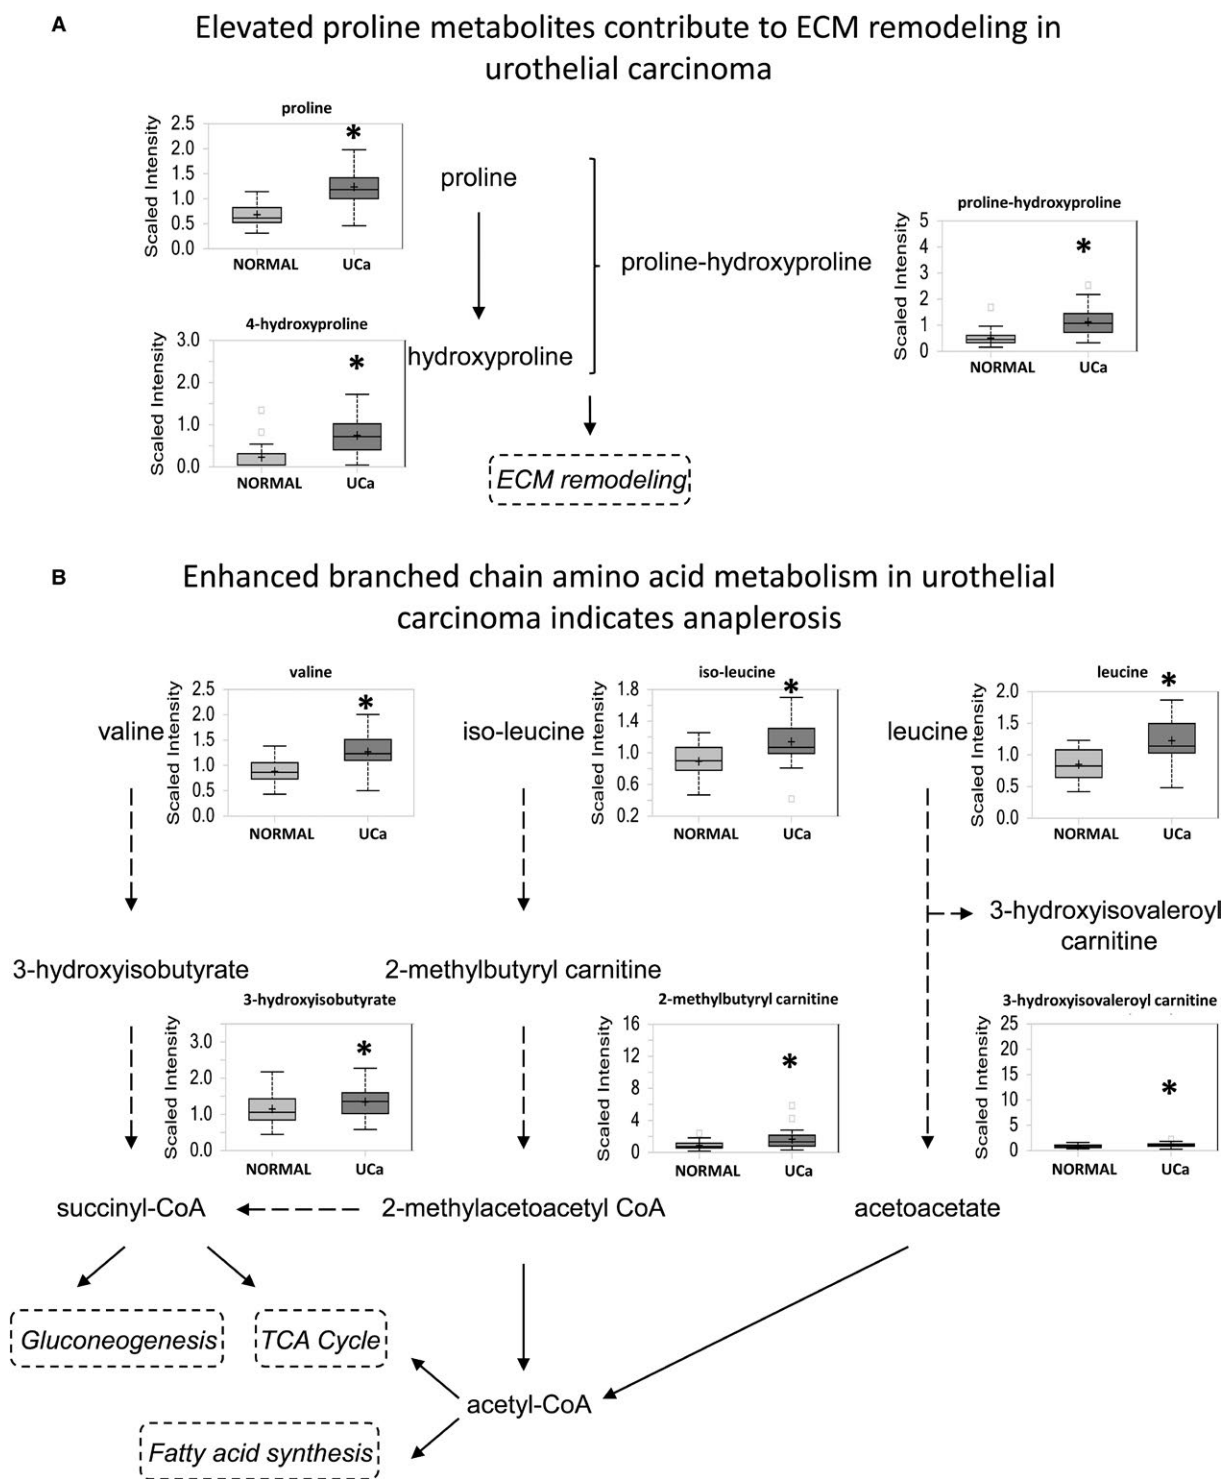 A
Elevated proline metabolites contribute to ECM remodeling in
urothelial carcinoma
proline
Scaled Intensity
2.5
2.0
1.5
1.0
0.5
0.0
NORMAL UCa
*
proline
hydroxyproline
proline-hydroxyproline
proline-hydroxyproline
Scaled Intensity
5
4
3
2
1
0
NORMAL UCa
*
4-hydroxyproline
Scaled Intensity
3.0
2.0
1.0
0.0
NORMAL UCa
*
ECM remodeling
B
Enhanced branched chain amino acid metabolism in urothelial
carcinoma indicates anaplerosis
valine
valine
Scaled Intensity
2.5
2.0
1.5
1.0
0.5
0.0
NORMAL UCa
*
iso-leucine
iso-leucine
Scaled Intensity
1.8
1.4
1.0
0.6
0.2
NORMAL UCa
*
leucine
leucine
Scaled Intensity
2.0
1.5
1.0
0.5
0.0
NORMAL UCa
*
3-hydroxyisovaleroyl
carnitine
3-hydroxyisobutyrate
2-methylbutyryl carnitine
3-hydroxyisobutyrate
Scaled Intensity
3.0
2.0
1.0
0.0
NORMAL UCa
*
2-methylbutyryl carnitine
Scaled Intensity
16
12
8
4
0
NORMAL UCa
*
3-hydroxyisovaleroyl carnitine
Scaled Intensity
25
20
15
10
5
0
NORMAL UCa
*
succinyl-CoA
2-methylacetoacetyl CoA
acetoacetate
Gluconeogenesis
TCA Cycle
acetyl-CoA
Fatty acid synthesis